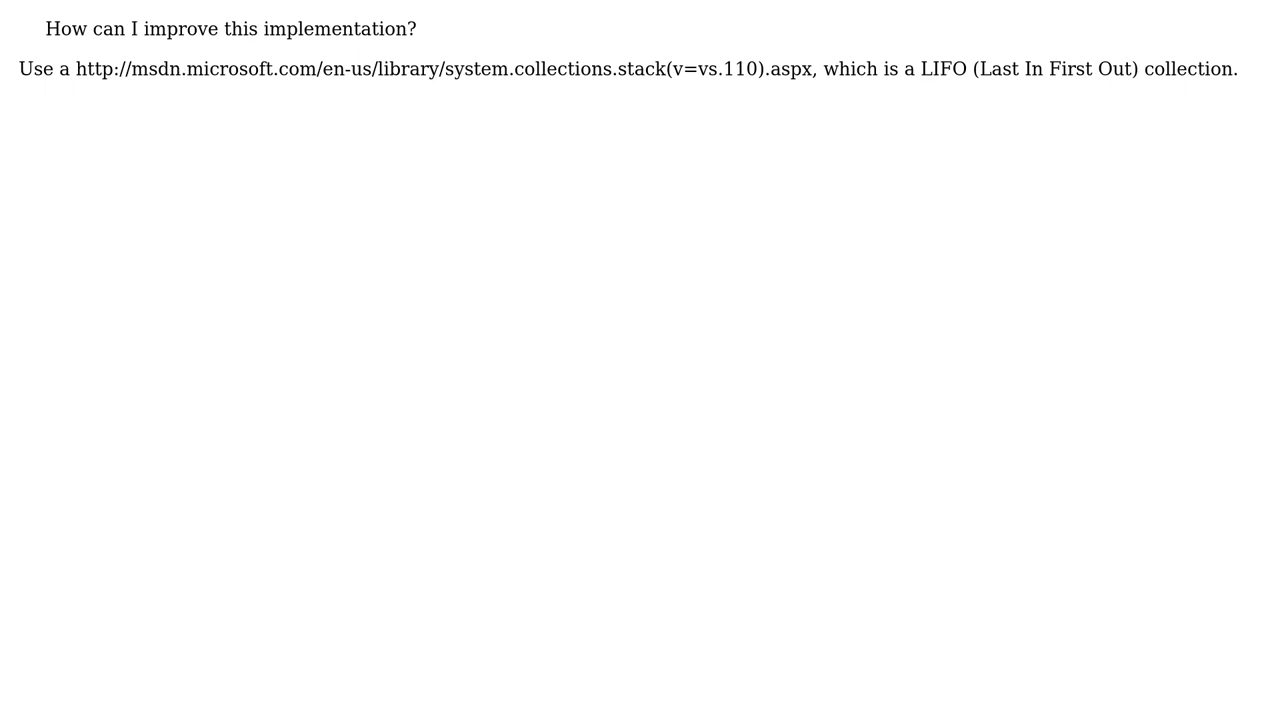 How can I improve this implementation?
Use a http://msdn.microsoft.com/en-us/library/system.collections.stack(v=vs.110).aspx, which is a LIFO (Last In First Out) collection.